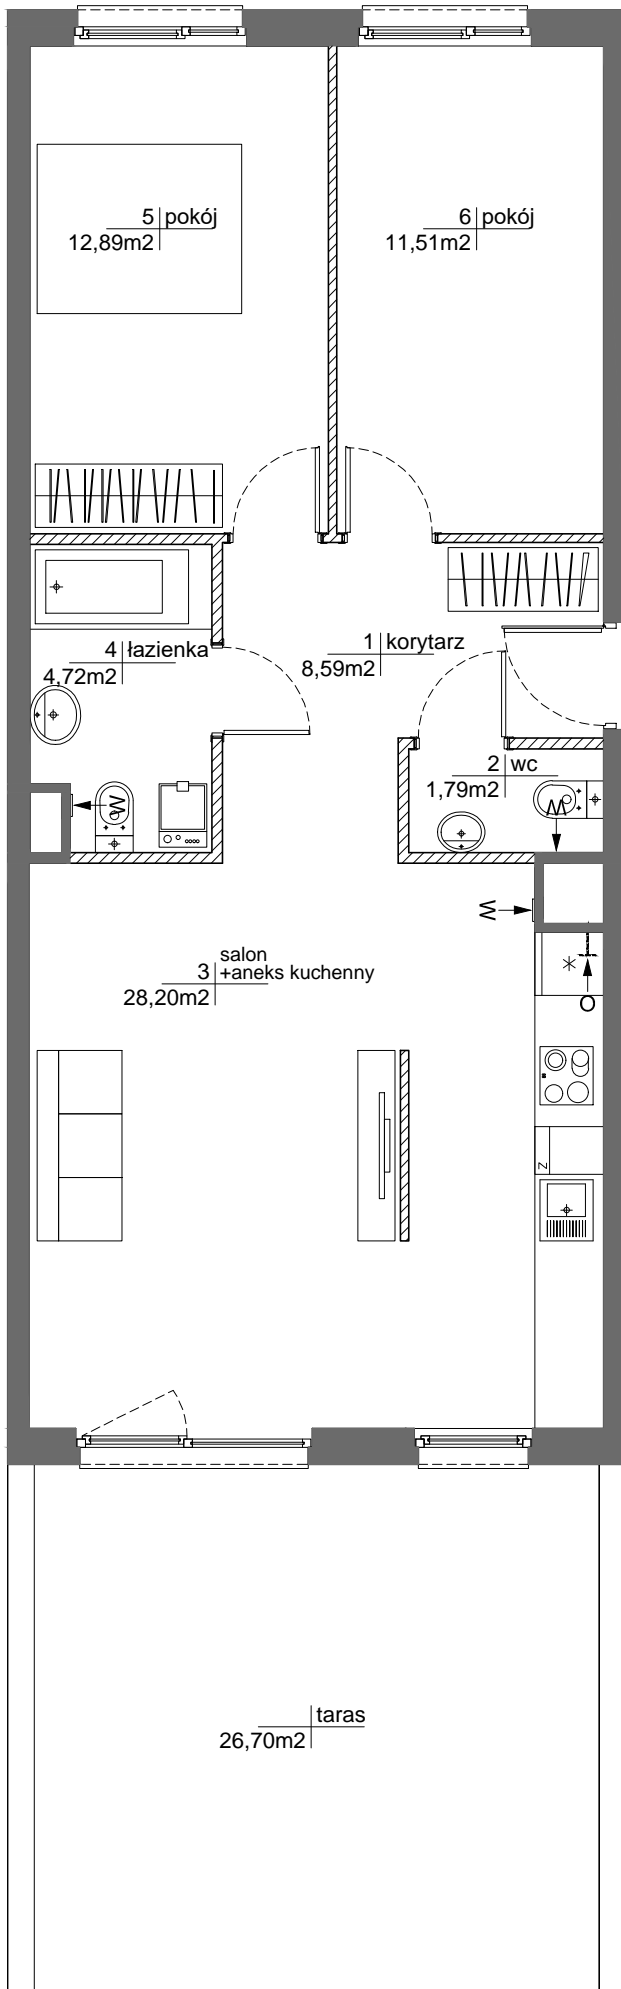 5 pokój
12,89m2
6 pokój
11,51m2
1 korytarz
8,59m2
4 łazienka
4,72m2
2 wc
1,79m2
W
W
W
3 salon
+aneks kuchenny
28,20m2
*
O
Z
taras
26,70m2